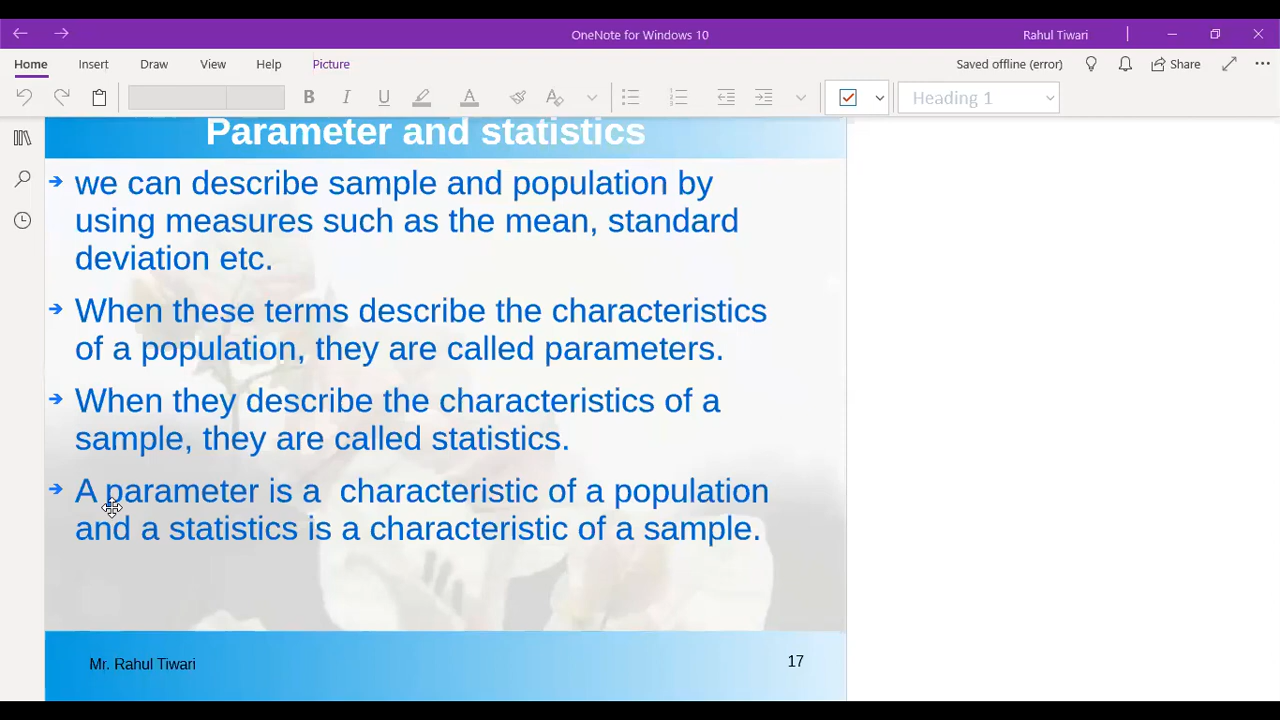 OneNote for Windows 10
Rahul Tiwari
Home Insert Draw View Help Picture
Saved offline (error)
Share
B I U A A
Heading 1
Parameter and statistics
we can describe sample and population by
using measures such as the mean, standard
deviation etc.
When these terms describe the characteristics
of a population, they are called parameters.
When they describe the characteristics of a
sample, they are called statistics.
A parameter is a characteristic of a population
and a statistics is a characteristic of a sample.
Mr. Rahul Tiwari
17